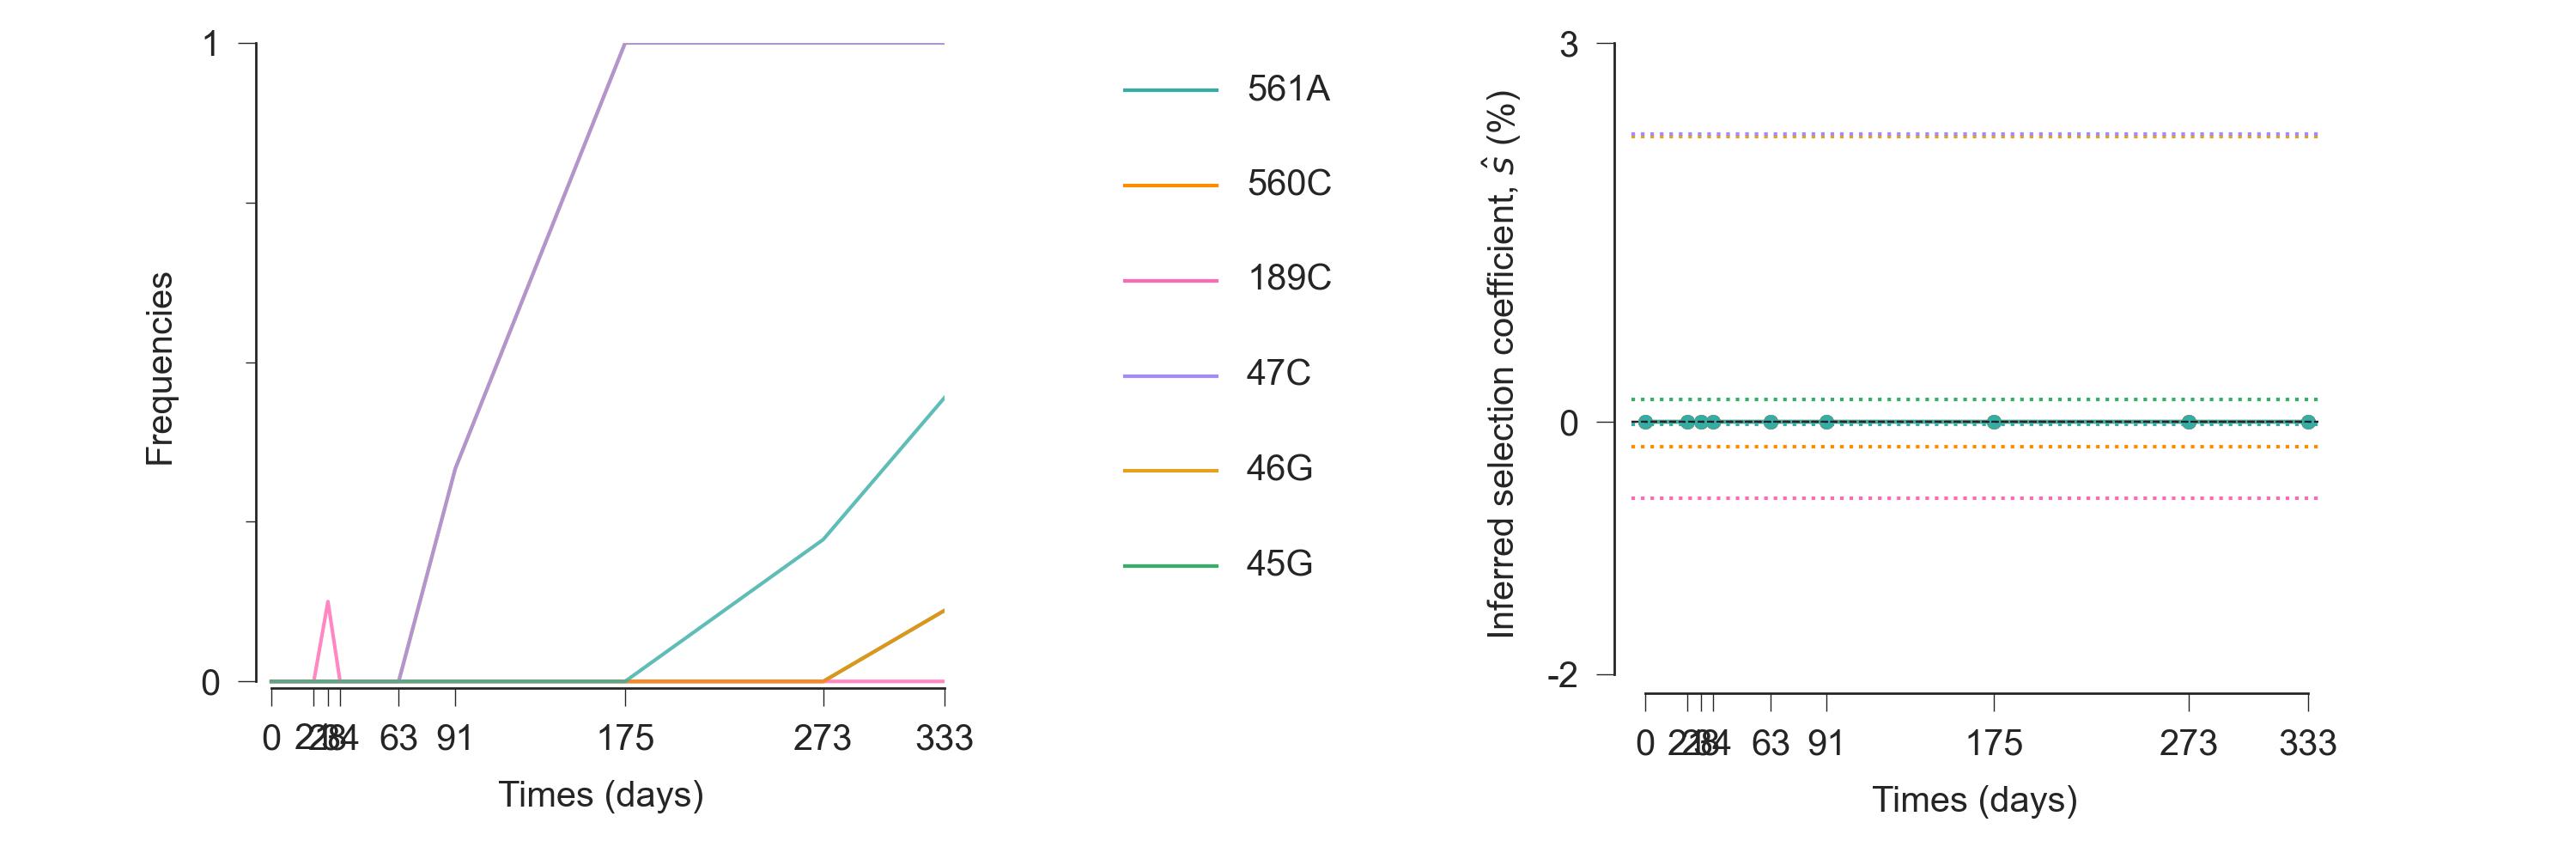 1
0
Frequencies
0
63
91
175
273
333
Times (days)
561A
560C
189C
47C
46G
45G
3
0
-2
Inferred selection coefficient, ŝ (%)
0
63
91
175
273
333
Times (days)